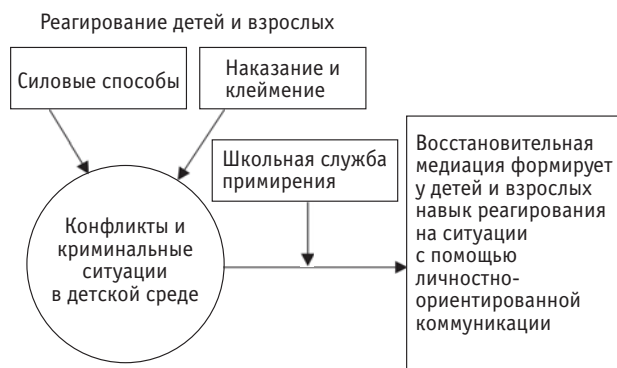 Реагирование детей и взрослых
Силовые способы
Наказание и
клеймение
Школьная служба
примирения
Конфликты и
криминальные
ситуации
в детской среде
Восстановительная
медиация формирует
у детей и взрослых
навык реагирования
на ситуации
с помощью
личностно-
ориентированной
коммуникации